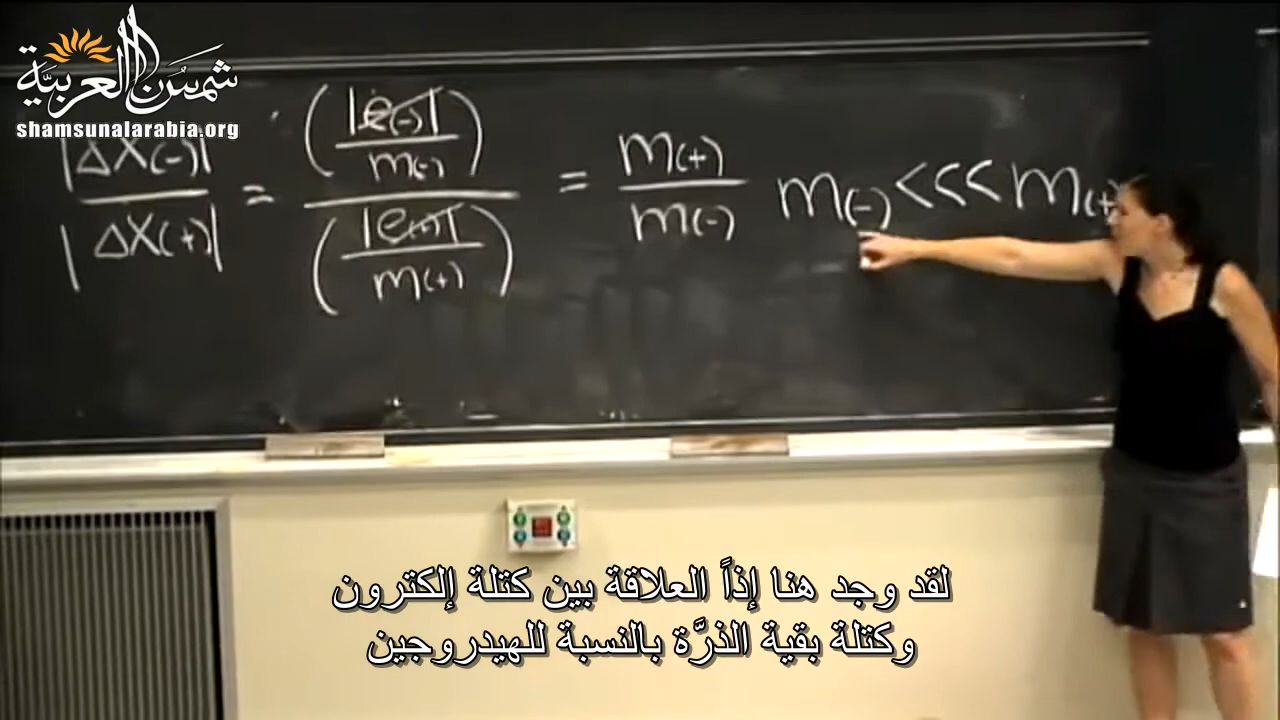 شمس العربية
shamsunalarabia.org
|ΔX(-)| / |ΔX(+)| = (|e(-)| / m(-)) / (|e(+)| / m(+)) = m(+) / m(-)   m(-) <<< m(+)
لقد وجد هنا إذاً العلاقة بين كتلة إلكترون
وكتلة بقية الذرَّة بالنسبة للهيدروجين